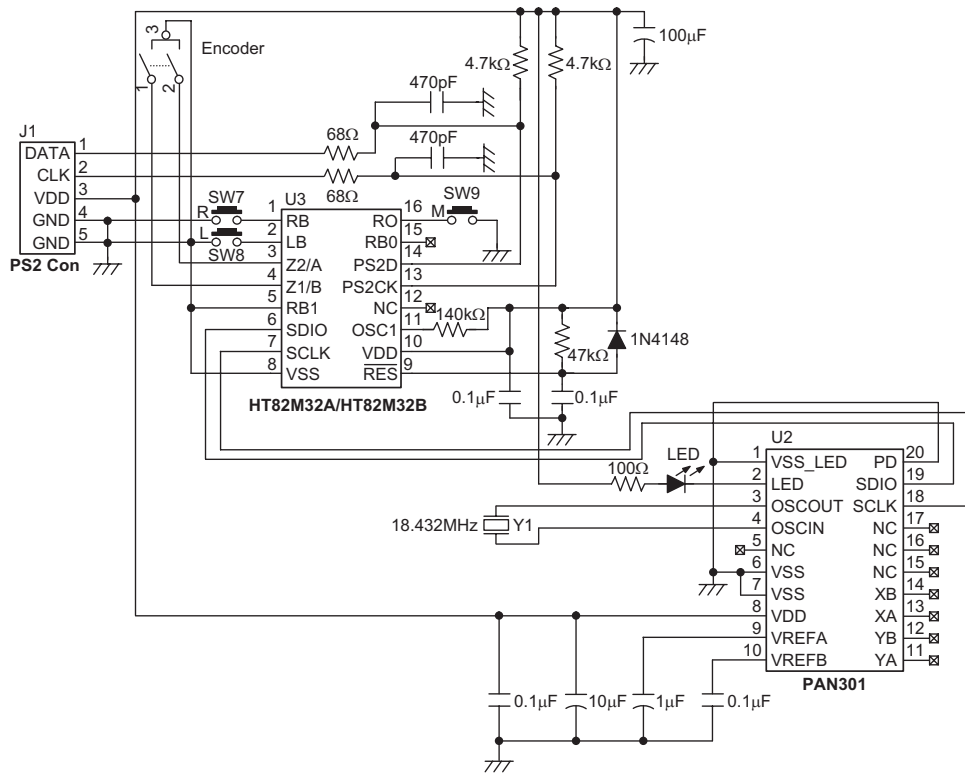 3
Encoder
1
2
100μF
4.7kΩ
4.7kΩ
470pF
470pF
68Ω
68Ω
J1
DATA 1
CLK 2
VDD 3
GND 4
GND 5
PS2 Con
R SW7
L SW8
U3
1 RB
2 LB
3 Z2/A
4 Z1/B
5 RB1
6 SDIO
7 SCLK
8 VSS
RO 16
RB0 15
PS2D 14
PS2CK 13
NC 12
OSC1 11
VDD 10
RES 9
HT82M32A/HT82M32B
M SW9
140kΩ
47kΩ
1N4148
0.1μF
0.1μF
100Ω
LED
18.432MHz Y1
U2
1 VSS_LED
2 LED
3 OSCOUT
4 OSCIN
5 NC
6 VSS
7 VSS
8 VDD
9 VREFA
10 VREFB
PD 20
SDIO 19
SCLK 18
NC 17
NC 16
NC 15
XB 14
XA 13
YB 12
YA 11
PAN301
0.1μF
10μF
1μF
0.1μF